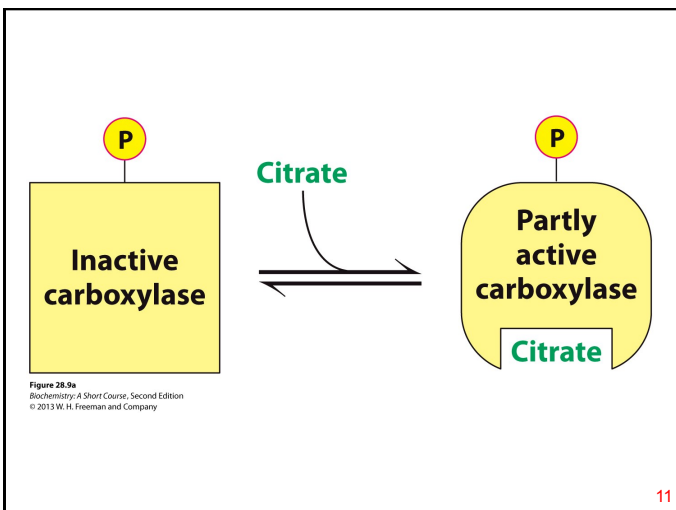 P
Inactive
carboxylase
Citrate
P
Partly
active
carboxylase
Citrate
Figure 28.9a
Biochemistry: A Short Course, Second Edition
© 2013 W. H. Freeman and Company
11